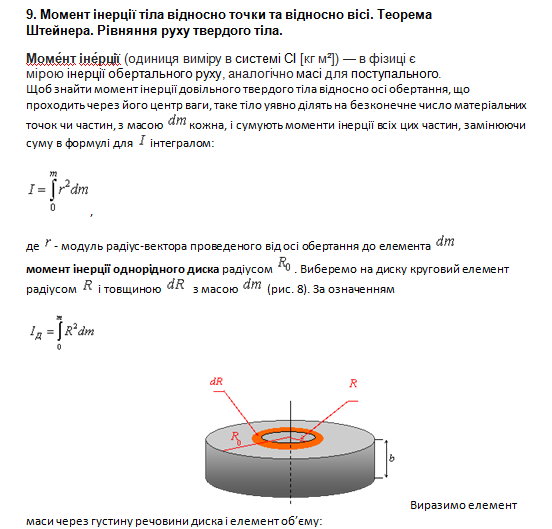 9. Момент інерції тіла відносно точки та відносно вісі. Теорема
Штейнера. Рівняння руху твердого тіла.
Моме́нт іне́рції (одиниця виміру в системі СІ [кг м²]) — в фізиці є
мірою інерції обертального руху, аналогічно масі для поступального.
Щоб знайти момент інерції довільного твердого тіла відносно осі обертання, що
проходить через його центр ваги, таке тіло уявно ділять на безконечне число матеріальних
точок чи частин, з масою dm кожна, і сумують моменти інерції всіх цих частин, замінюючи
суму в формулі для I інтегралом:
I = ∫₀ᵐ r² dm ,
де r - модуль радіус-вектора проведеного від осі обертання до елемента dm
момент інерції однорідного диска радіусом R₀ . Виберемо на диску круговий елемент
радіусом R і товщиною dR з масою dm (рис. 8). За означенням
I_Д = ∫₀ᵐ R² dm
dR R
R₀
b
Виразимо елемент
маси через густину речовини диска і елемент об’єму: